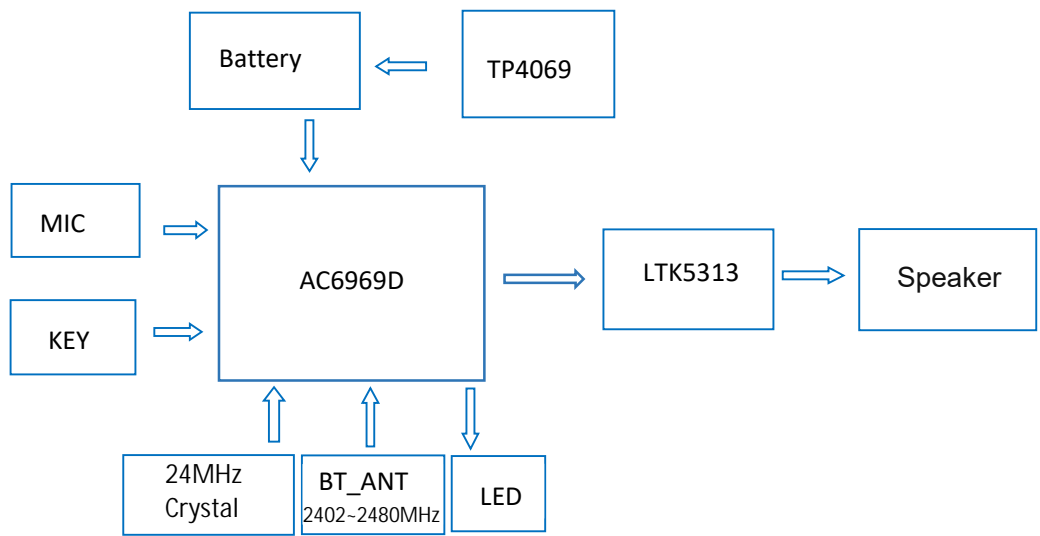 Battery
TP4069
MIC
AC6969D
LTK5313
Speaker
KEY
24MHz
Crystal
BT_ANT
2402~2480MHz
LED